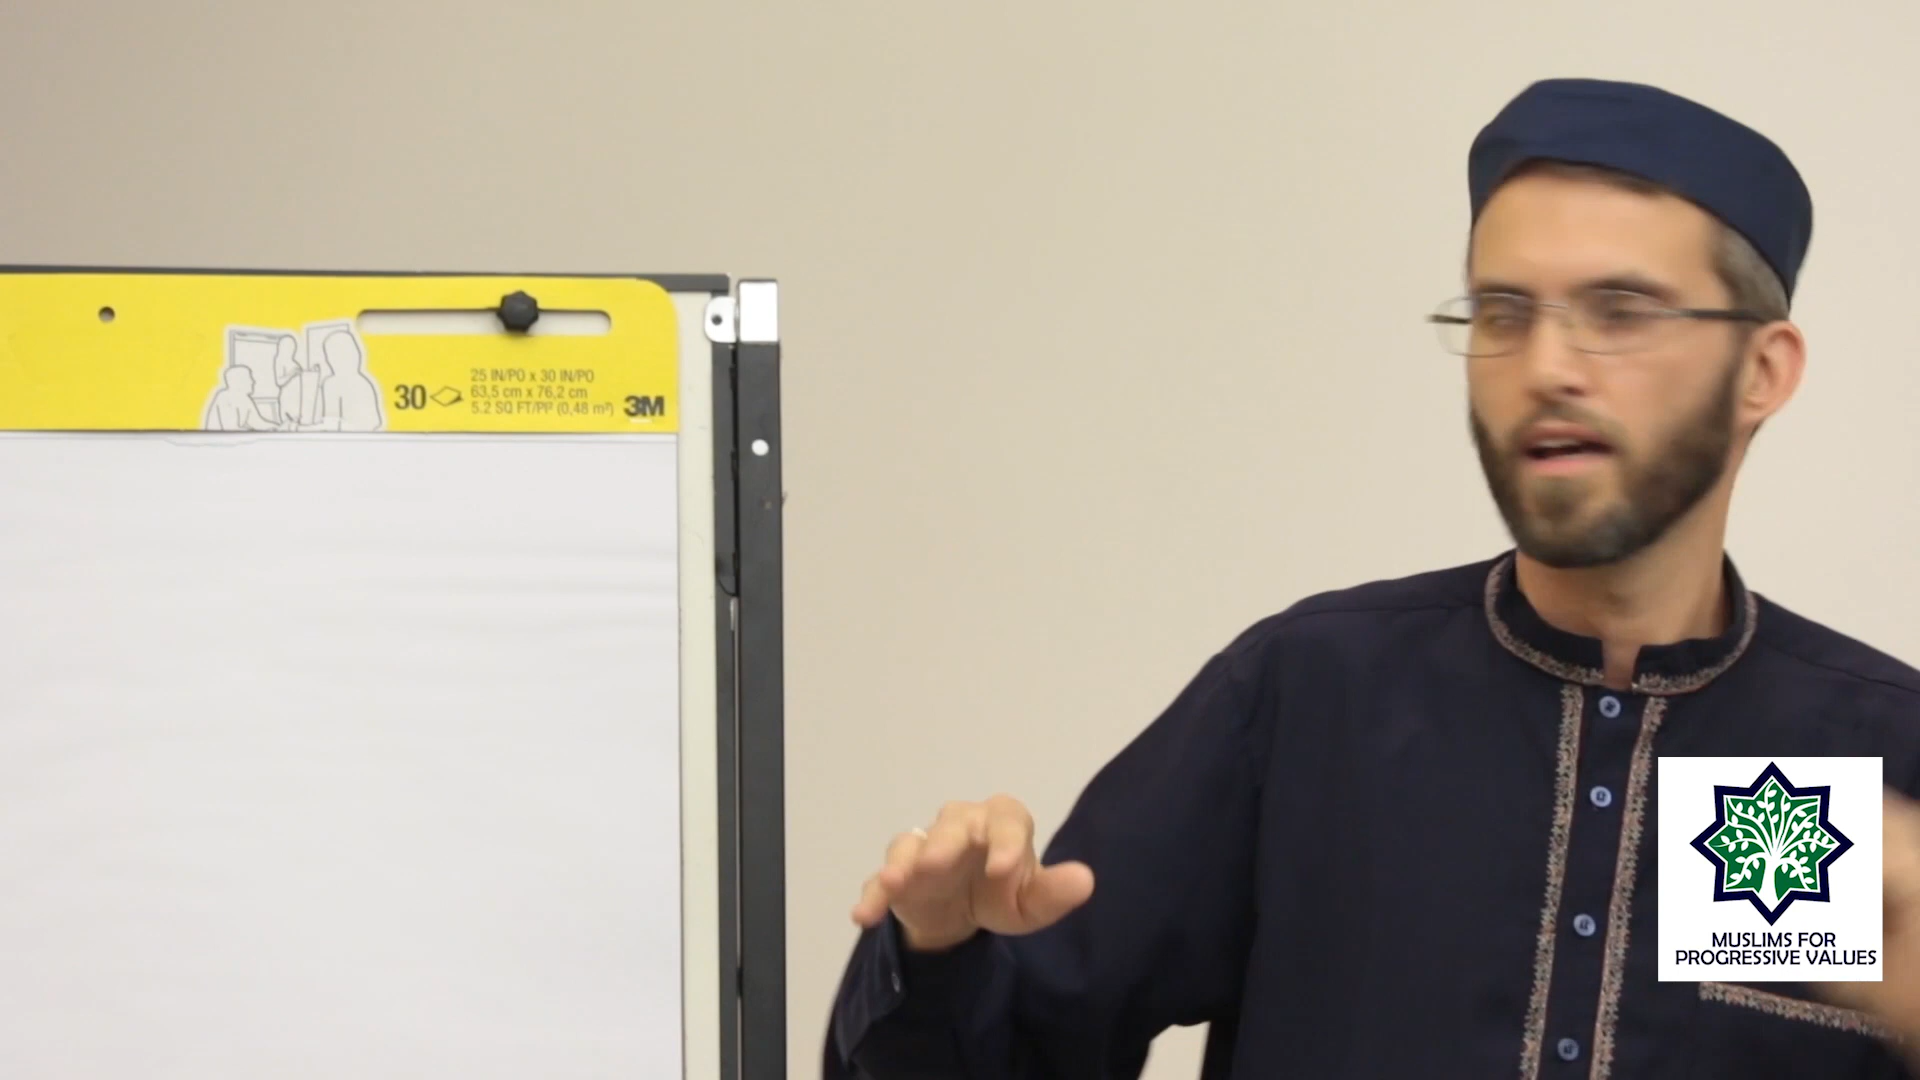 30
25 IN/PO x 30 IN/PO
63,5 cm x 76,2 cm
5.2 SQ FT/PI² (0,48 m²)
3M
MUSLIMS FOR
PROGRESSIVE VALUES